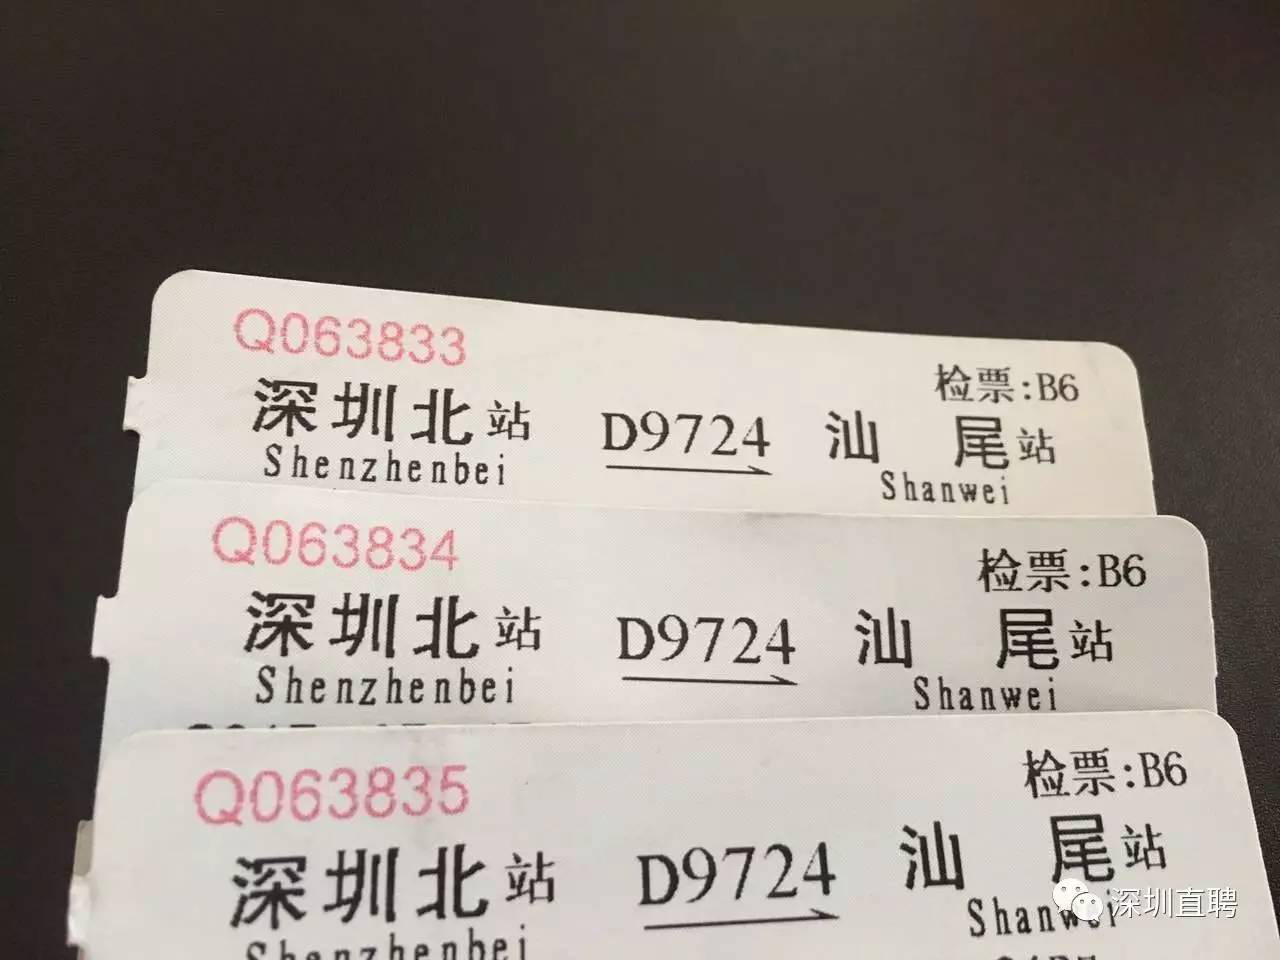 Q063833
检票:B6
深圳北站 D9724 汕尾站
Shenzhenbei Shanwei
Q063834
检票:B6
深圳北站 D9724 汕尾站
Shenzhenbei Shanwei
Q063835
检票:B6
深圳北站 D9724 汕尾站
Shenzhenbei Shanwei
深圳直聘